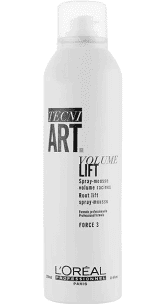 TECNI
ART
VOLUME
LIFT
Spray-mousse
volume racines
Root lift
spray-mousse
FORCE 3
L'ORÉAL
PROFESSIONNEL
PARIS